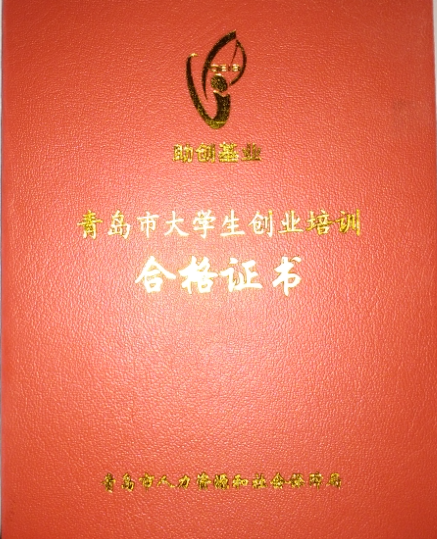 助创基业
青岛市大学生创业培训
合格证书
青岛市人力资源和社会保障局